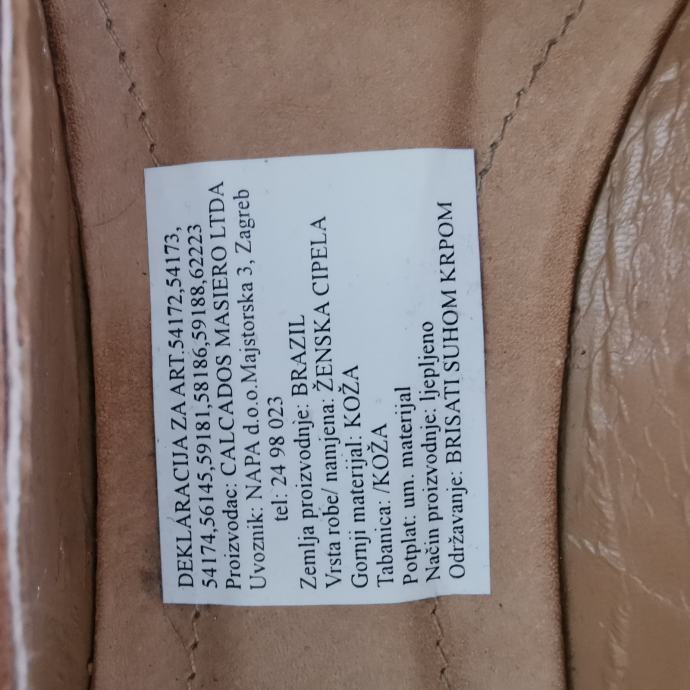 DEKLARACIJA ZA ART.54172,54173,
54174,56145,59181,58186,59188,62223
Proizvođac: CALCADOS MASIERO LTDA
Uvoznik: NAPA d.o.o.Majstorska 3, Zagreb
tel: 24 98 023
Zemlja proizvodnje: BRAZIL
Vrsta robe/ namjena: ŽENSKA CIPELA
Gornji materijal: KOŽA
Tabanica: /KOŽA
Potplat: um. materijal
Način proizvodnje: ljepljeno
Održavanje: BRISATI SUHOM KRPOM